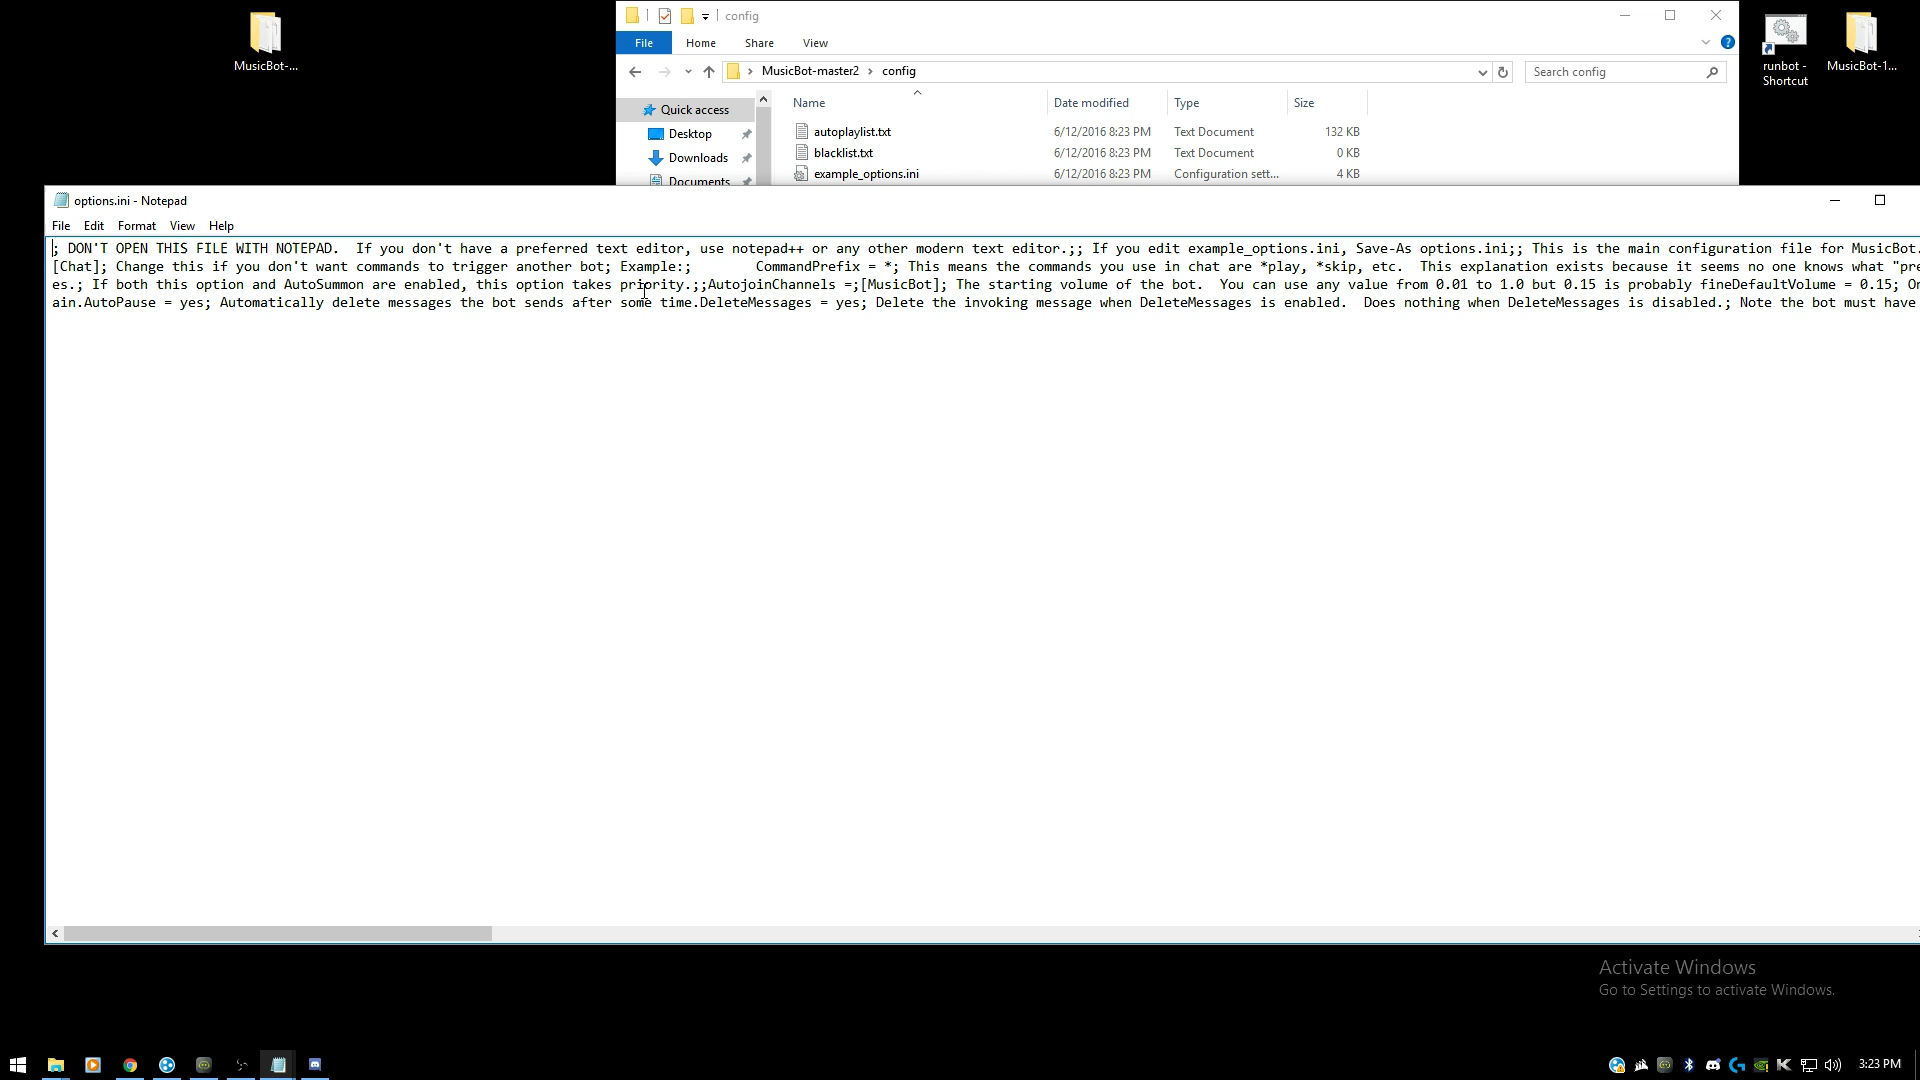 MusicBot-...
config
File
Home
Share
View
MusicBot-master2 > config
Search config
runbot -
Shortcut
MusicBot-1...
Quick access
Desktop
Downloads
Documents
Name
Date modified
Type
Size
autoplaylist.txt
6/12/2016 8:23 PM
Text Document
132 KB
blacklist.txt
6/12/2016 8:23 PM
Text Document
0 KB
example_options.ini
6/12/2016 8:23 PM
Configuration sett...
4 KB
options.ini - Notepad
File Edit Format View Help
; DON'T OPEN THIS FILE WITH NOTEPAD.  If you don't have a preferred text editor, use notepad++ or any other modern text editor.;; If you edit example_options.ini, Save-As options.ini;; This is the main configuration file for MusicBot.
[Chat]; Change this if you don't want commands to trigger another bot; Example:;        CommandPrefix = *; This means the commands you use in chat are *play, *skip, etc.  This explanation exists because it seems no one knows what "pre
es.; If both this option and AutoSummon are enabled, this option takes priority.;;AutojoinChannels =;[MusicBot]; The starting volume of the bot.  You can use any value from 0.01 to 1.0 but 0.15 is probably fineDefaultVolume = 0.15; On
ain.AutoPause = yes; Automatically delete messages the bot sends after some time.DeleteMessages = yes; Delete the invoking message when DeleteMessages is enabled.  Does nothing when DeleteMessages is disabled.; Note the bot must have
Activate Windows
Go to Settings to activate Windows.
3:23 PM